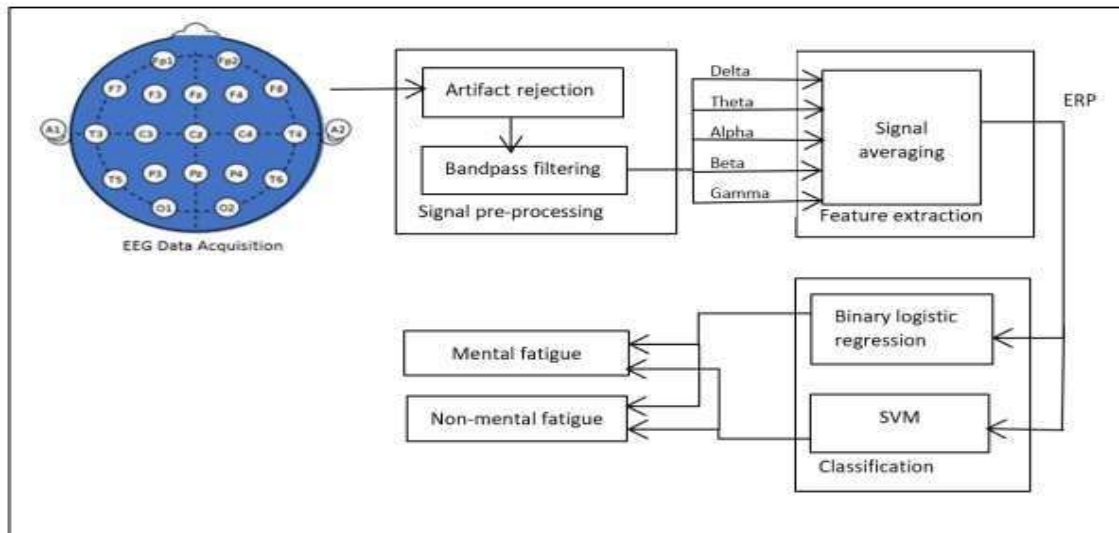 Fp1 Fp2
F7 F3 Fz F4 F8
A1 T3 C3 Cz C4 T4 A2
T5 P3 Pz P4 T6
O1 O2
EEG Data Acquisition
Artifact rejection
Bandpass filtering
Signal pre-processing
Delta
Theta
Alpha
Beta
Gamma
Signal
averaging
Feature extraction
ERP
Binary logistic
regression
SVM
Classification
Mental fatigue
Non-mental fatigue